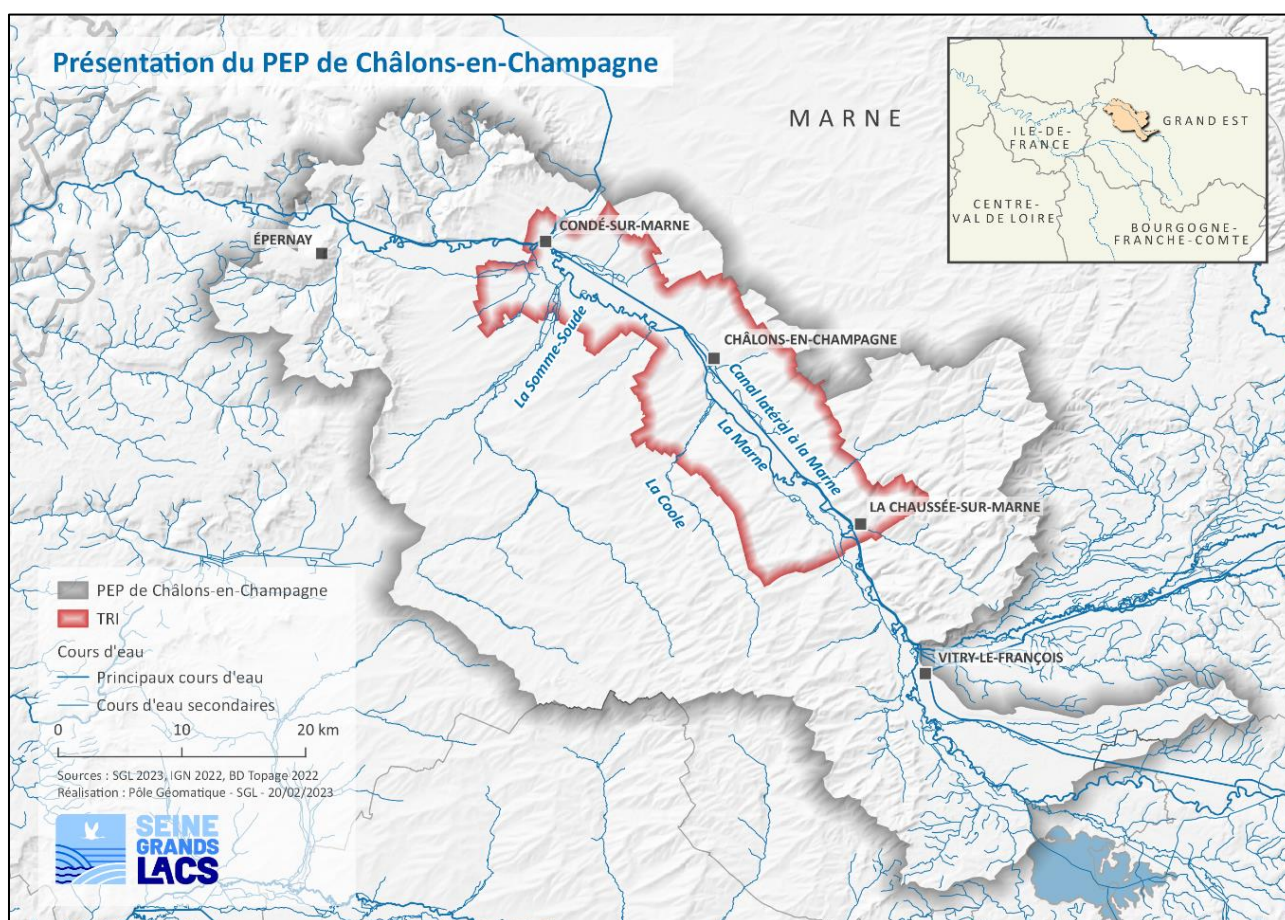 Présentation du PEP de Châlons-en-Champagne
MARNE
ILE-DE-
FRANCE
GRAND EST
CENTRE-
VAL DE LOIRE
BOURGOGNE-
FRANCHE-COMTE
ÉPERNAY
CONDÉ-SUR-MARNE
CHÂLONS-EN-CHAMPAGNE
La Somme-Soude
Canal latéral à la Marne
La Marne
La Coole
LA CHAUSSÉE-SUR-MARNE
VITRY-LE-FRANÇOIS
PEP de Châlons-en-Champagne
TRI
Cours d'eau
Principaux cours d'eau
Cours d'eau secondaires
0 10 20 km
Sources : SGL 2023, IGN 2022, BD Topage 2022
Réalisation : Pôle Géomatique - SGL - 20/02/2023
SEINE
GRANDS
LACS